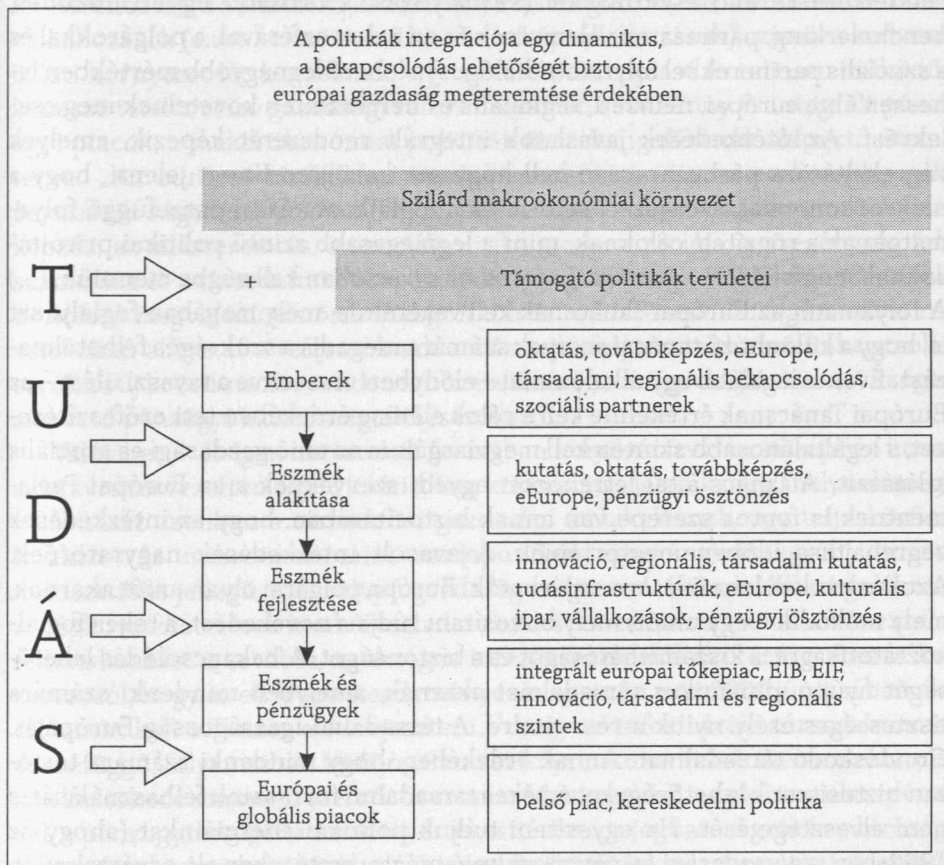 A politikák integrációja egy dinamikus,
a bekapcsolódás lehetőségét biztosító
európai gazdaság megteremtése érdekében
Szilárd makroökónómiai környezet
+
Támogató politikák területei
T
U
D
Á
S
Emberek
oktatás, továbbképzés, eEurope,
társadalmi, regionális bekapcsolódás,
szociális partnerek
Eszmék
alakítás
kutatás, oktatás, továbbképzés,
eEurope, pénzügyi ösztönzés
Eszmék
fejlesztése
innováció, regionális, társadalmi kutatás,
tudásinfrastruktúrák, eEurope, kulturális
Ipar, vállalkozások, pénzügyi ösztönzés
Eszmék és
pénzügyek
integrált európai tőkepiac, EIB, EIF,
innováció, társadalmi és regionális
szintek
Európai és
globális piacok
belső piac, kereskedelmi politika